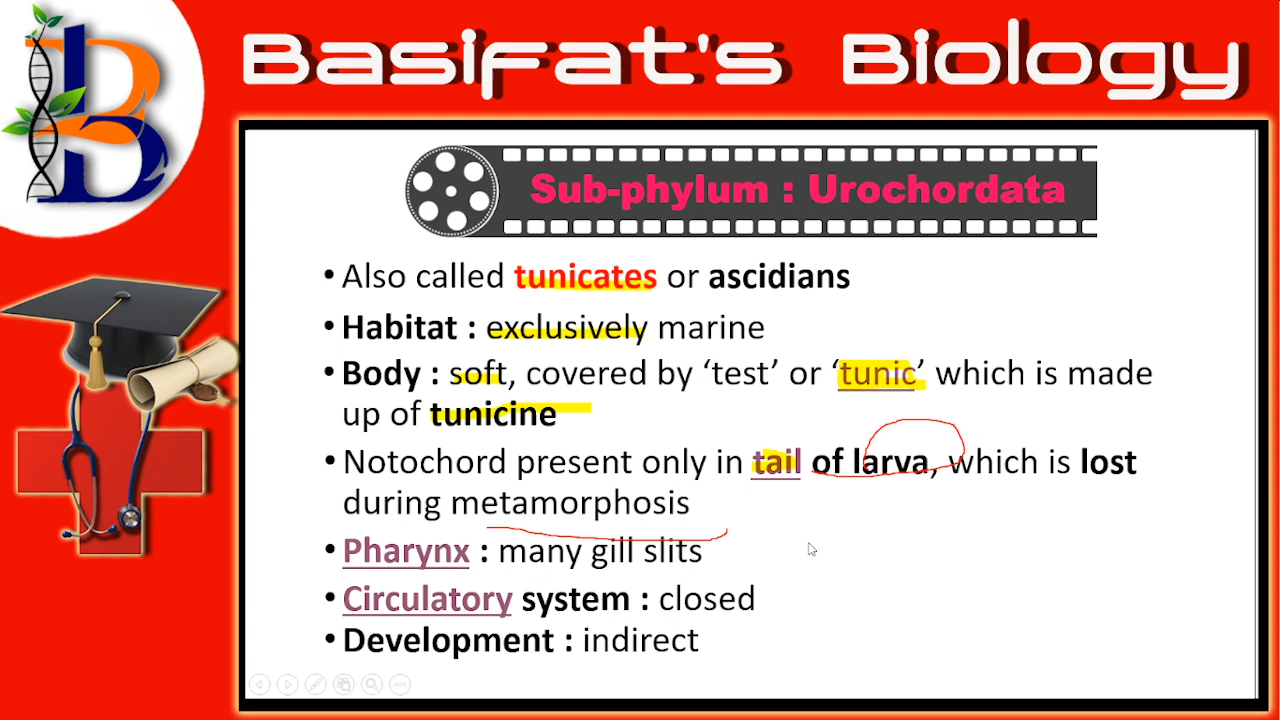 Basifat's Biology
Sub-phylum : Urochordata
• Also called tunicates or ascidians
• Habitat : exclusively marine
• Body : soft, covered by ‘test’ or ‘tunic’ which is made
up of tunicine
• Notochord present only in tail of larva, which is lost
during metamorphosis
• Pharynx : many gill slits
• Circulatory system : closed
• Development : indirect